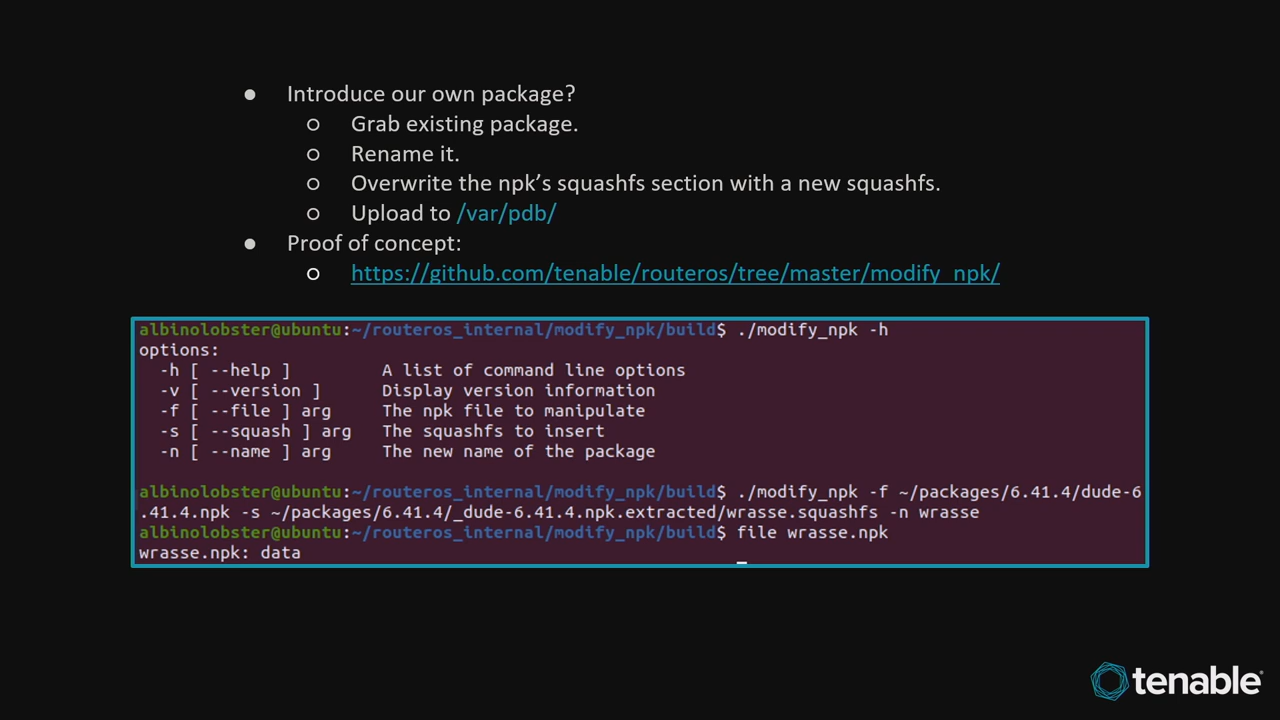 ● Introduce our own package?
○ Grab existing package.
○ Rename it.
○ Overwrite the npk’s squashfs section with a new squashfs.
○ Upload to /var/pdb/
● Proof of concept:
○ https://github.com/tenable/routeros/tree/master/modify_npk/
albinolobster@ubuntu:~/routeros_internal/modify_npk/build$ ./modify_npk -h
options:
  -h [ --help ]         A list of command line options
  -v [ --version ]      Display version information
  -f [ --file ] arg     The npk file to manipulate
  -s [ --squash ] arg   The squashfs to insert
  -n [ --name ] arg     The new name of the package
albinolobster@ubuntu:~/routeros_internal/modify_npk/build$ ./modify_npk -f ~/packages/6.41.4/dude-6
.41.4.npk -s ~/packages/6.41.4/_dude-6.41.4.npk.extracted/wrasse.squashfs -n wrasse
albinolobster@ubuntu:~/routeros_internal/modify_npk/build$ file wrasse.npk
wrasse.npk: data
tenable